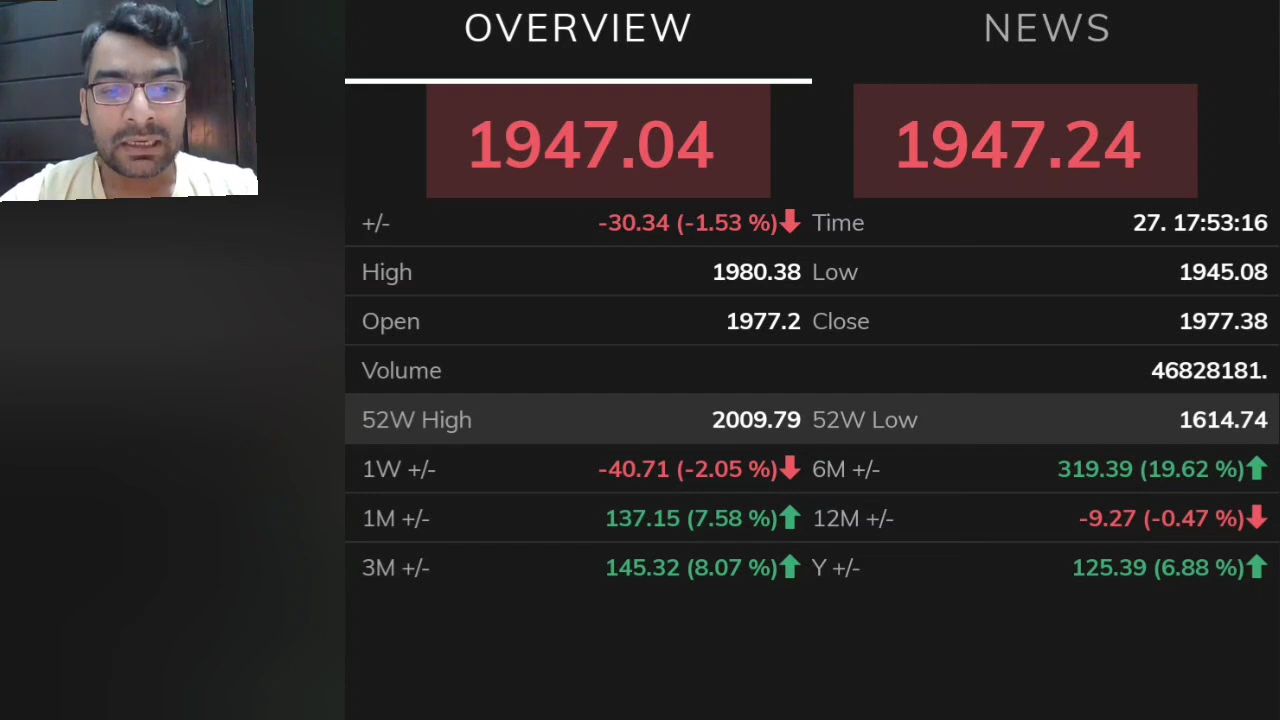 OVERVIEW NEWS
1947.04 1947.24
+/- -30.34 (-1.53 %) Time 27. 17:53:16
High 1980.38 Low 1945.08
Open 1977.2 Close 1977.38
Volume 46828181.
52W High 2009.79 52W Low 1614.74
1W +/- -40.71 (-2.05 %) 6M +/- 319.39 (19.62 %)
1M +/- 137.15 (7.58 %) 12M +/- -9.27 (-0.47 %)
3M +/- 145.32 (8.07 %) Y +/- 125.39 (6.88 %)